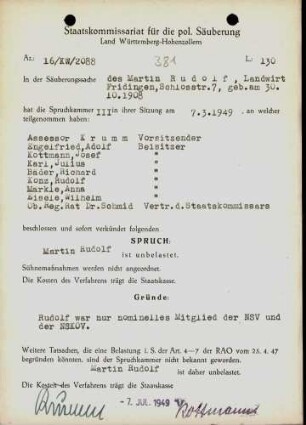 Staatskommissariat für die pol. Säuberung
Land Württemberg-Hohenzollern
Az: 16/KW/2088 381 L. 130
In der Säuberungssache des Martin Rudolf, Landwirt
Fridingen, Schlosstr.7, geb.am 30.
10.1908
hat die Spruchkammer III in ihrer Sitzung am 7.3.1949 , an welcher
teilgenommen haben:
Assessor Krumm Vorsitzender
Engelfried, Adolf Beisitzer
Kottmann, Josef "
Karl, Julius "
Bader, Richard "
Konz, Rudolf "
Markle, Anna "
Eisele, Wilhelm "
Ob.Reg.Rat Dr.Schmid Vertr.d.Staatskommissars
beschlossen und sofort verkündet folgenden
SPRUCH:
Martin Rudolf
ist unbelastet.
Sühnemaßnahmen werden nicht angeordnet.
Die Kosten des Verfahrens trägt die Staatskasse.
Gründe:
Rudolf war nur nominelles Mitglied der NSV und
der NSKOV.
Weitere Tatsachen, die eine Belastung i. S. der Art. 4—7 der RAO vom 25. 4. 47
begründen könnten, sind der Spruchkammer nicht bekannt geworden.
Martin Rudolf ist daher unbelastet.
Die Kosten des Verfahrens trägt die Staatskasse
-7. JUL. 1949
Krumm Kottmann